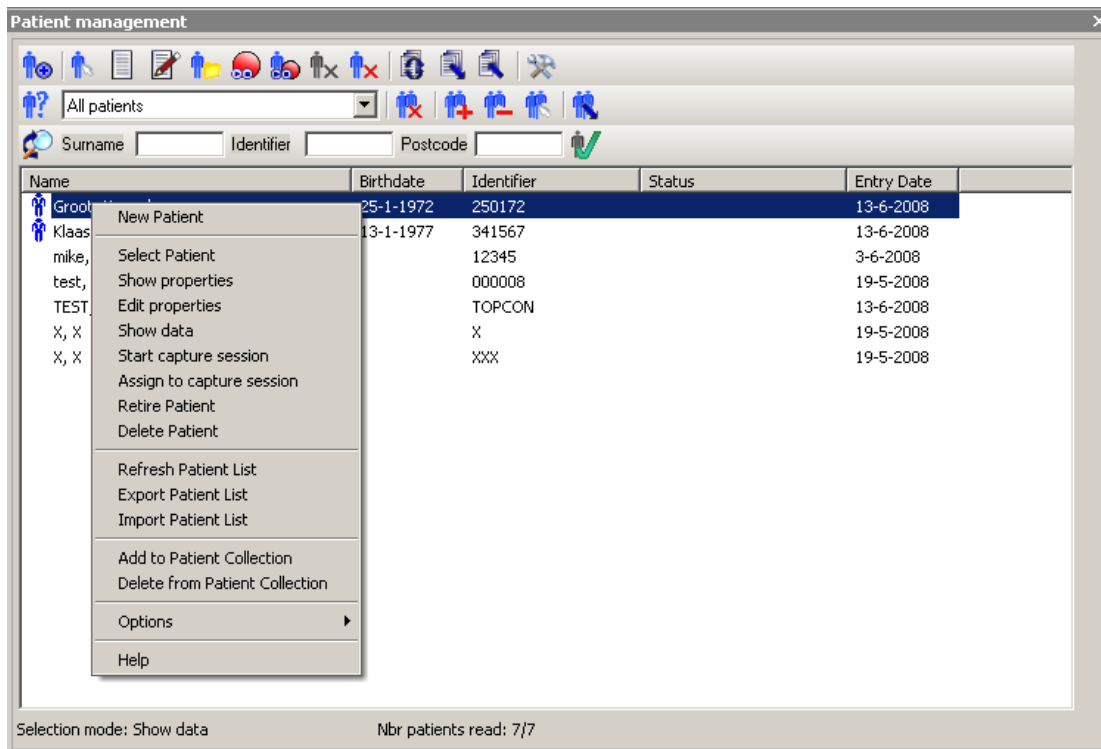 Patient management
All patients
Surname Identifier Postcode
Name Birthdate Identifier Status Entry Date
Groot 25-1-1972 250172 13-6-2008
Klaas 13-1-1977 341567 13-6-2008
mike, 12345 3-6-2008
test, 000008 19-5-2008
TEST_ TOPCON 13-6-2008
X, X X 19-5-2008
X, X XXX 19-5-2008
New Patient
Select Patient
Show properties
Edit properties
Show data
Start capture session
Assign to capture session
Retire Patient
Delete Patient
Refresh Patient List
Export Patient List
Import Patient List
Add to Patient Collection
Delete from Patient Collection
Options
Help
Selection mode: Show data Nbr patients read: 7/7